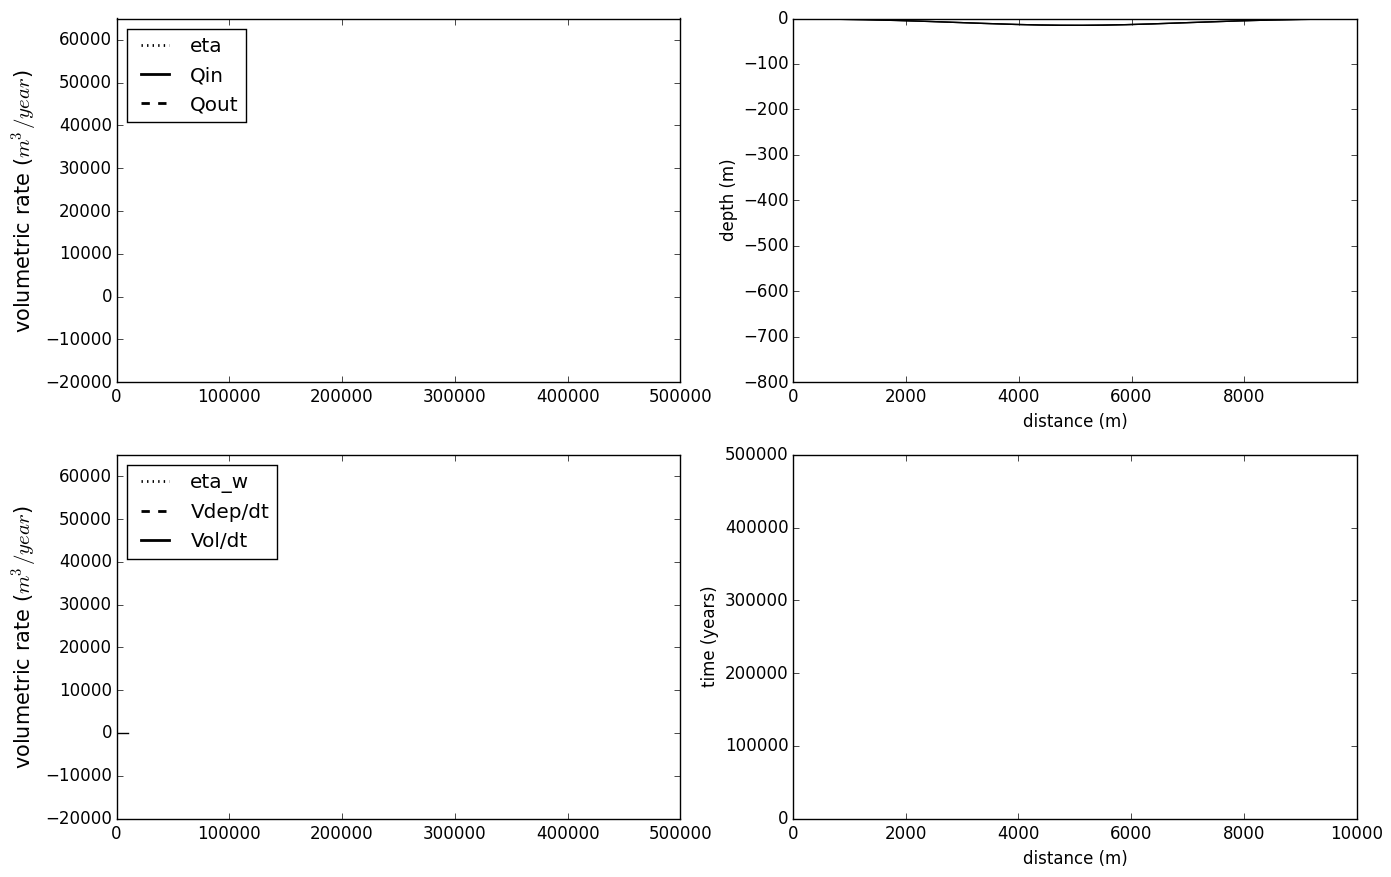 volumetric rate (m³/year)
60000
50000
40000
30000
20000
10000
0
−10000
−20000
eta
Qin
Qout
0 100000 200000 300000 400000 500000
depth (m)
0
−100
−200
−300
−400
−500
−600
−700
−800
0 2000 4000 6000 8000
distance (m)
volumetric rate (m³/year)
60000
50000
40000
30000
20000
10000
0
−10000
−20000
eta_w
Vdep/dt
Vol/dt
0 100000 200000 300000 400000 500000
time (years)
500000
400000
300000
200000
100000
0
0 2000 4000 6000 8000 10000
distance (m)